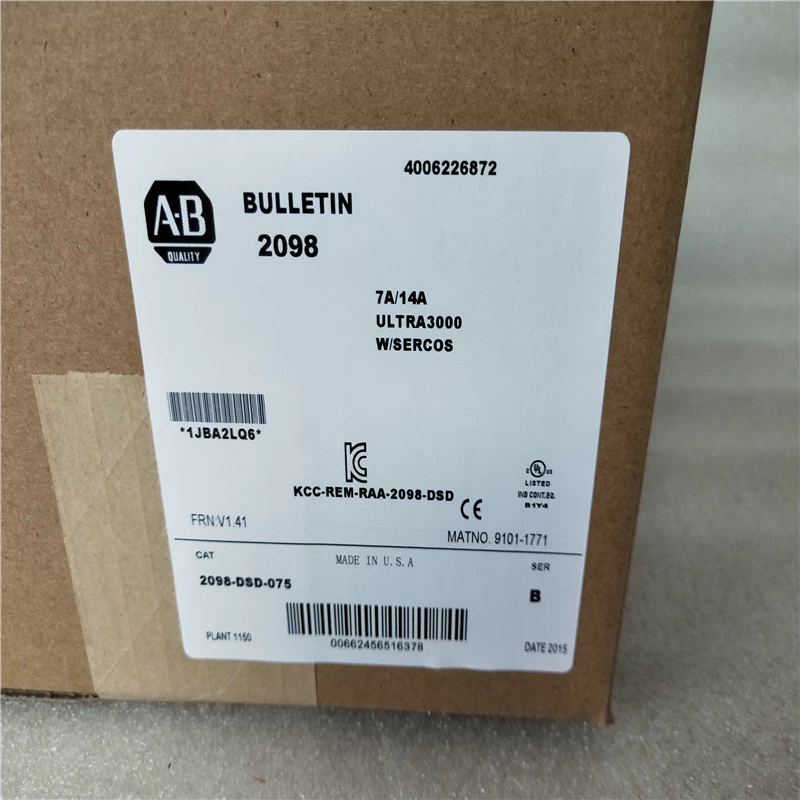 4006226872
A-B
QUALITY
BULLETIN
2098
7A/14A
ULTRA3000
W/SERCOS
*1JBA2LQ6*
KCC-REM-RAA-2098-DSD
CE
c UL us
LISTED
IND CONT.EQ.
B1Y4
FRN:V1.41
MATNO. 9101-1771
CAT
MADE IN U.S.A
SER
2098-DSD-075
B
PLANT 1150
00662456516378
DATE 2015